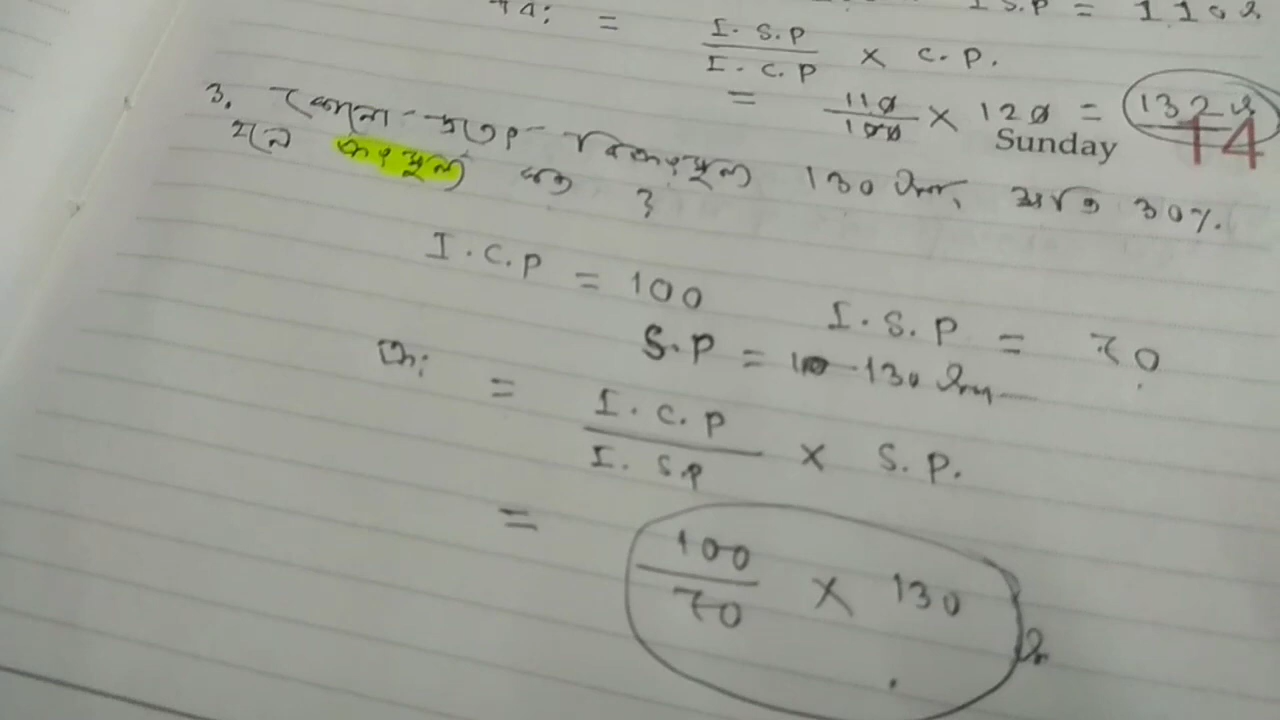 I S.P = 110
= I. S.P / I. C.P × C.P.
= 110 / 100 × 120 = 132
Sunday
14
3. কোনো বিক্রয়মূল্য 130 টাকা, ক্ষতি 30%.
হলে ক্রয়মূল্য কত ?
I.C.P = 100 I.S.P = 70
S.P = 130 টাকা
ক্র: = I.C.P / I. S.P × S.P.
= 100 / 70 × 130